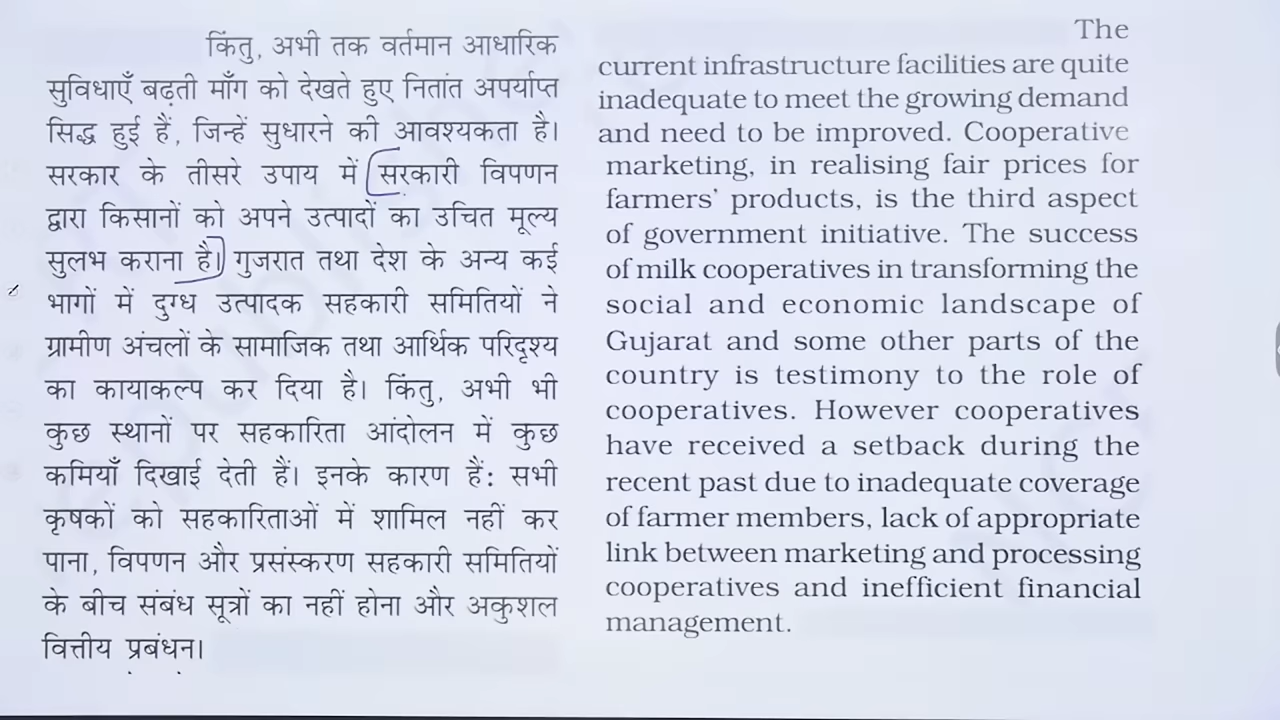 किंतु, अभी तक वर्तमान आधारिक
सुविधाएँ बढ़ती माँग को देखते हुए नितांत अपर्याप्त
सिद्ध हुई हैं, जिन्हें सुधारने की आवश्यकता है।
सरकार के तीसरे उपाय में सरकारी विपणन
द्वारा किसानों को अपने उत्पादों का उचित मूल्य
सुलभ कराना है। गुजरात तथा देश के अन्य कई
भागों में दुग्ध उत्पादक सहकारी समितियों ने
ग्रामीण अंचलों के सामाजिक तथा आर्थिक परिदृश्य
का कायाकल्प कर दिया है। किंतु, अभी भी
कुछ स्थानों पर सहकारिता आंदोलन में कुछ
कमियाँ दिखाई देती हैं। इनके कारण हैं: सभी
कृषकों को सहकारिताओं में शामिल नहीं कर
पाना, विपणन और प्रसंस्करण सहकारी समितियों
के बीच संबंध सूत्रों का नहीं होना और अकुशल
वित्तीय प्रबंधन।
The
current infrastructure facilities are quite
inadequate to meet the growing demand
and need to be improved. Cooperative
marketing, in realising fair prices for
farmers' products, is the third aspect
of government initiative. The success
of milk cooperatives in transforming the
social and economic landscape of
Gujarat and some other parts of the
country is testimony to the role of
cooperatives. However cooperatives
have received a setback during the
recent past due to inadequate coverage
of farmer members, lack of appropriate
link between marketing and processing
cooperatives and inefficient financial
management.